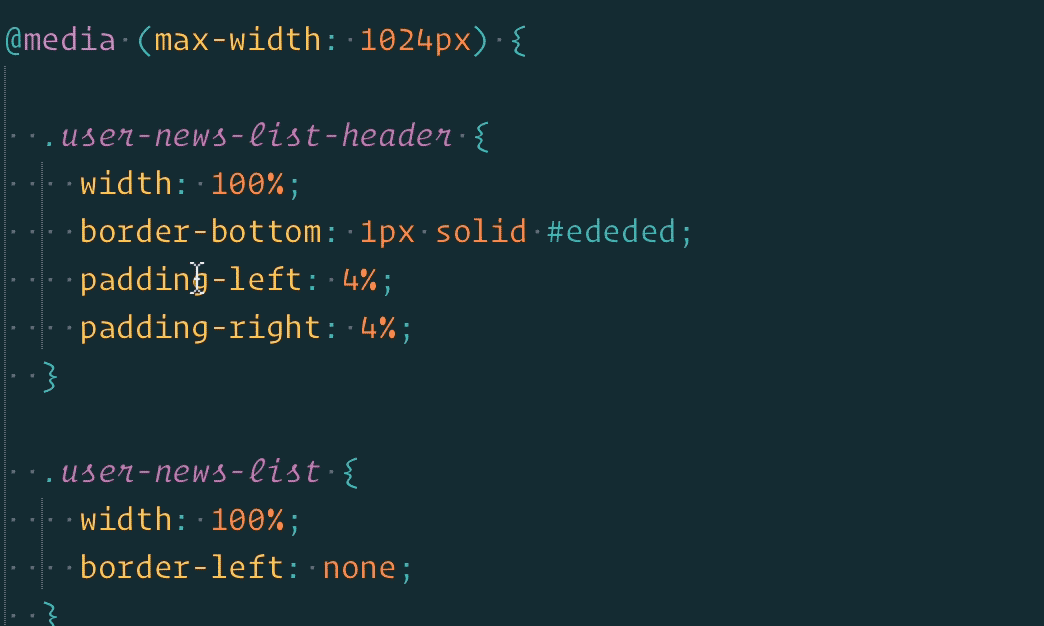 @media (max-width: 1024px) {
.user-news-list-header {
width: 100%;
border-bottom: 1px solid #ededed;
padding-left: 4%;
padding-right: 4%;
}
.user-news-list {
width: 100%;
border-left: none;
}